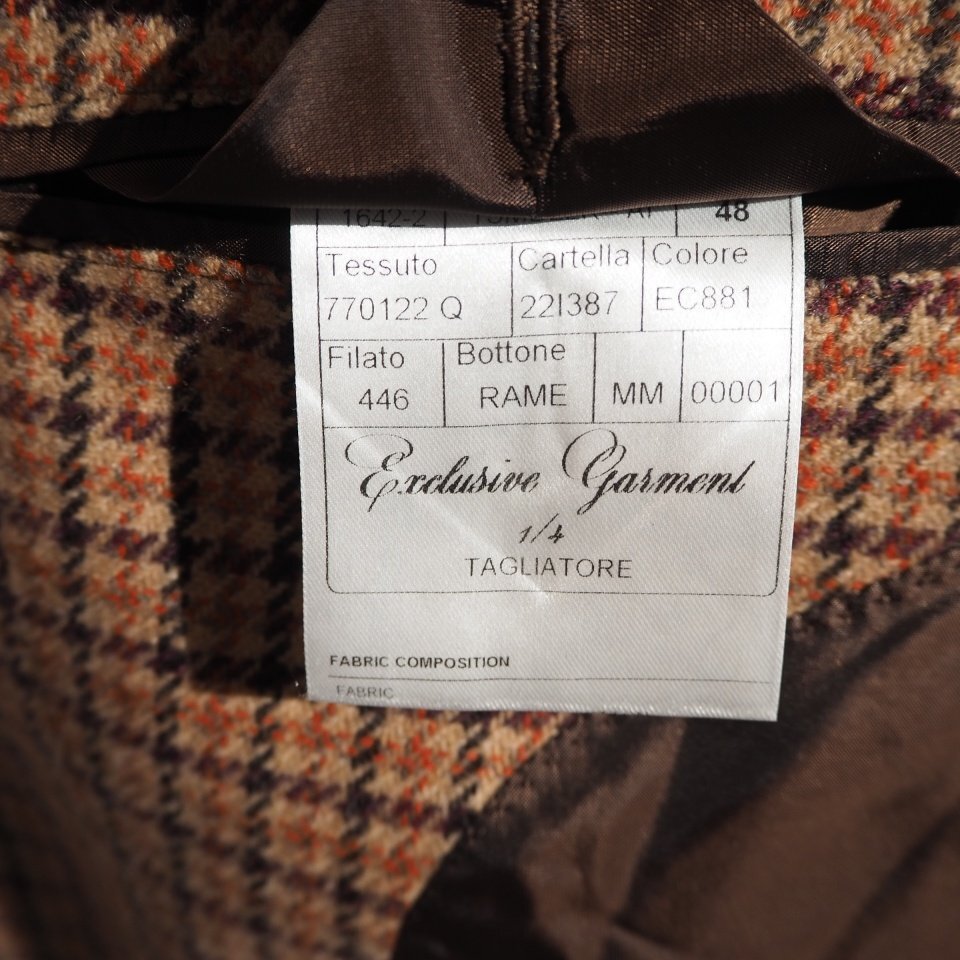 1642-2 48
Tessuto Cartella Colore
770122 Q 22I387 EC881
Filato Bottone
446 RAME MM 00001
Exclusive Garment
1/4
TAGLIATORE
FABRIC COMPOSITION
FABRIC